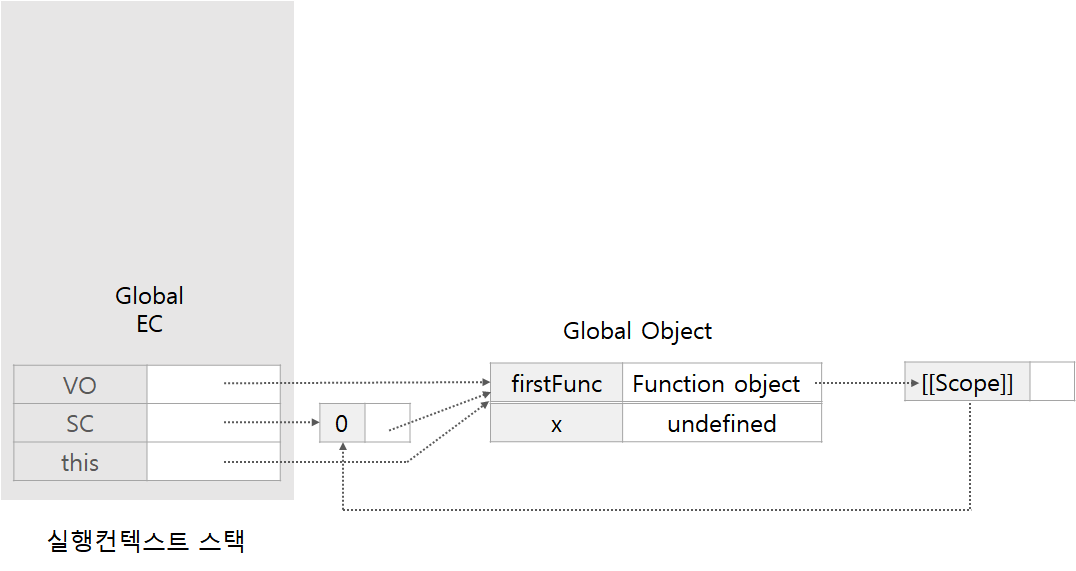 Global
EC
Global Object
VO
firstFunc
Function object
[[Scope]]
SC
0
x
undefined
this
실행컨텍스트 스택